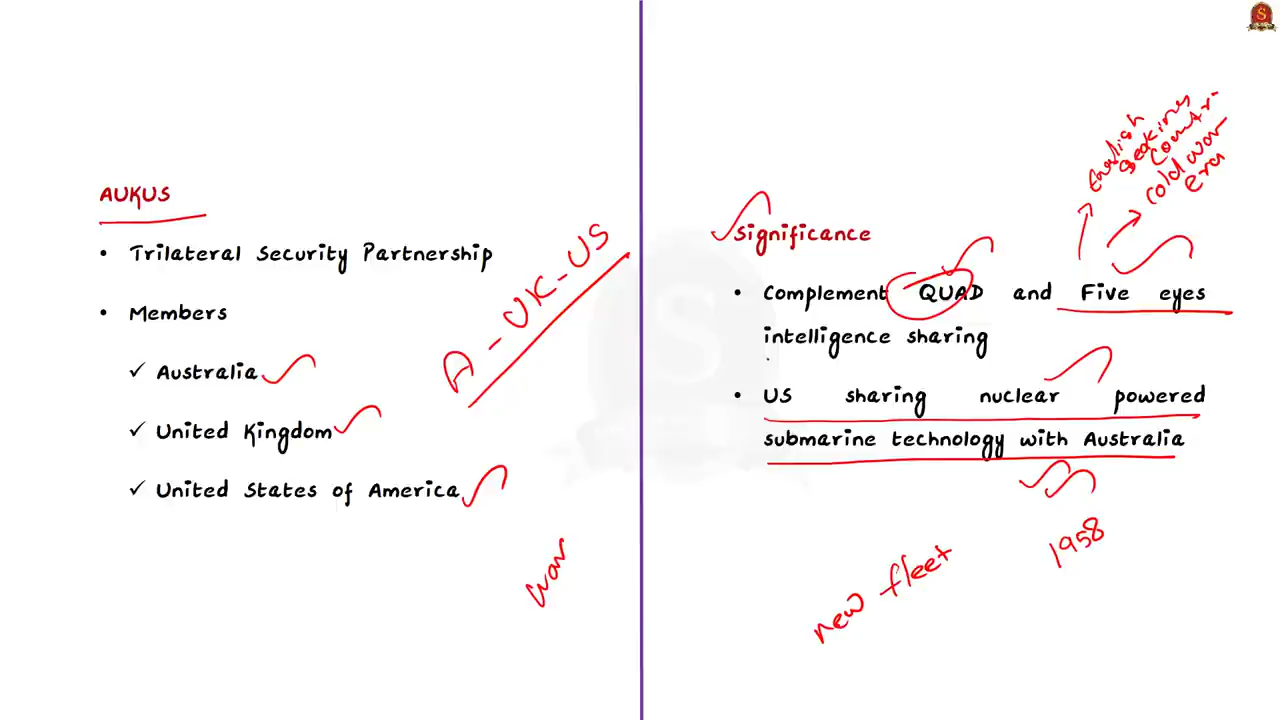 AUKUS
• Trilateral Security Partnership
• Members
✓ Australia
✓ United Kingdom
✓ United States of America
A - UK - US
war
Significance
• Complement QUAD and Five eyes
intelligence sharing
• US sharing nuclear powered
submarine technology with Australia
English
speaking
cold war
era
1958
new fleet
S